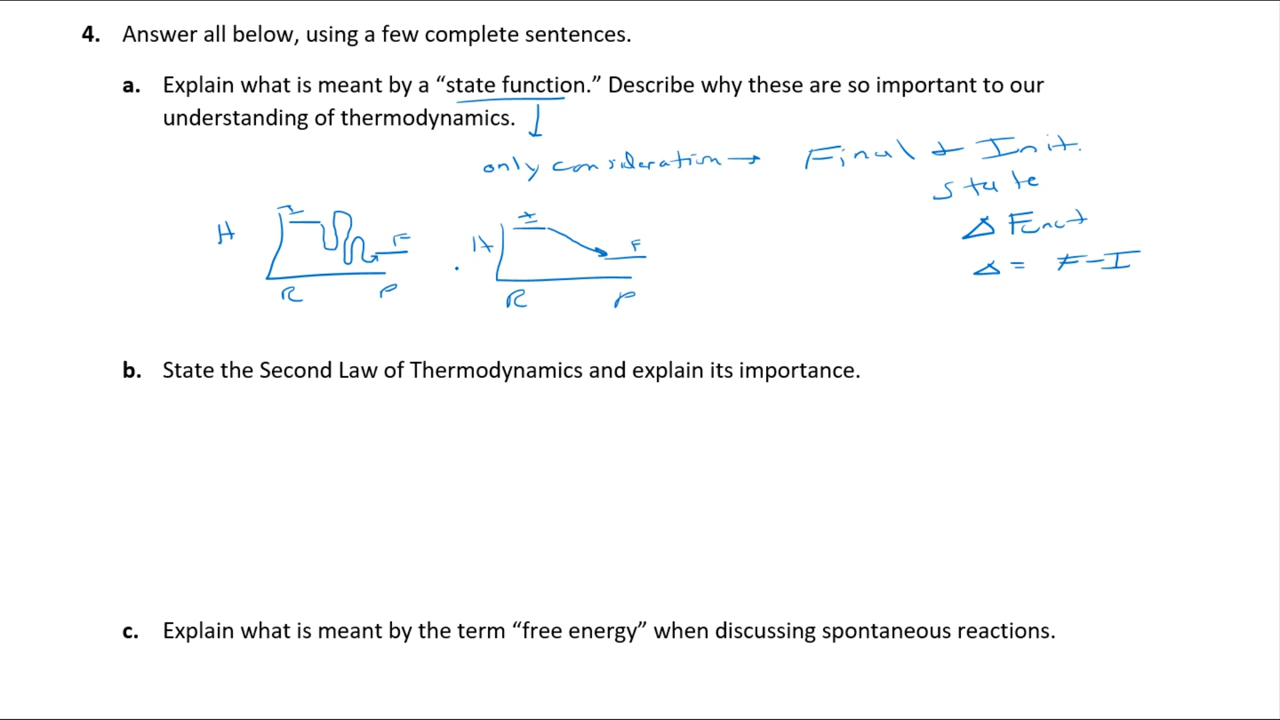 4. Answer all below, using a few complete sentences.
a. Explain what is meant by a “state function.” Describe why these are so important to our
understanding of thermodynamics.
only consideration → Final + Init.
state
Δ Funct
Δ = F-I
H I F
R P
H I F
R P
b. State the Second Law of Thermodynamics and explain its importance.
c. Explain what is meant by the term “free energy” when discussing spontaneous reactions.